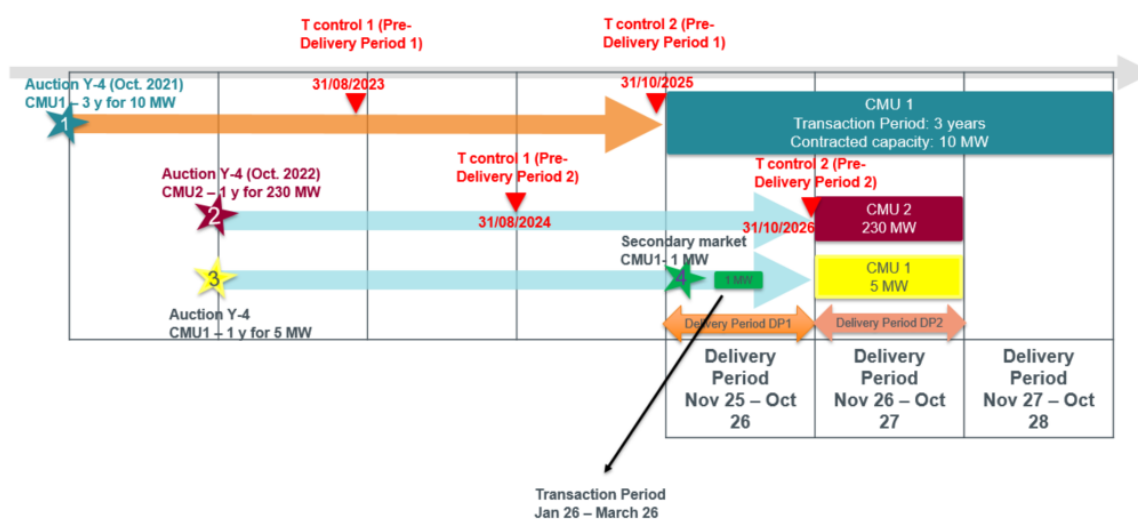 T control 1 (Pre-
Delivery Period 1)
T control 2 (Pre-
Delivery Period 1)
Auction Y-4 (Oct. 2021)
CMU1 – 3 y for 10 MW
31/08/2023
31/10/2025
1
CMU 1
Transaction Period: 3 years
Contracted capacity: 10 MW
Auction Y-4 (Oct. 2022)
CMU2 – 1 y for 230 MW
T control 1 (Pre-
Delivery Period 2)
T control 2 (Pre-
Delivery Period 2)
2
31/08/2024
31/10/2026
CMU 2
230 MW
Secondary market
CMU1- 1 MW
3
4
1 MW
CMU 1
5 MW
Auction Y-4
CMU1 – 1 y for 5 MW
Delivery Period DP1
Delivery Period DP2
Delivery
Period
Nov 25 – Oct
26
Delivery
Period
Nov 26 – Oct
27
Delivery
Period
Nov 27 – Oct
28
Transaction Period
Jan 26 – March 26